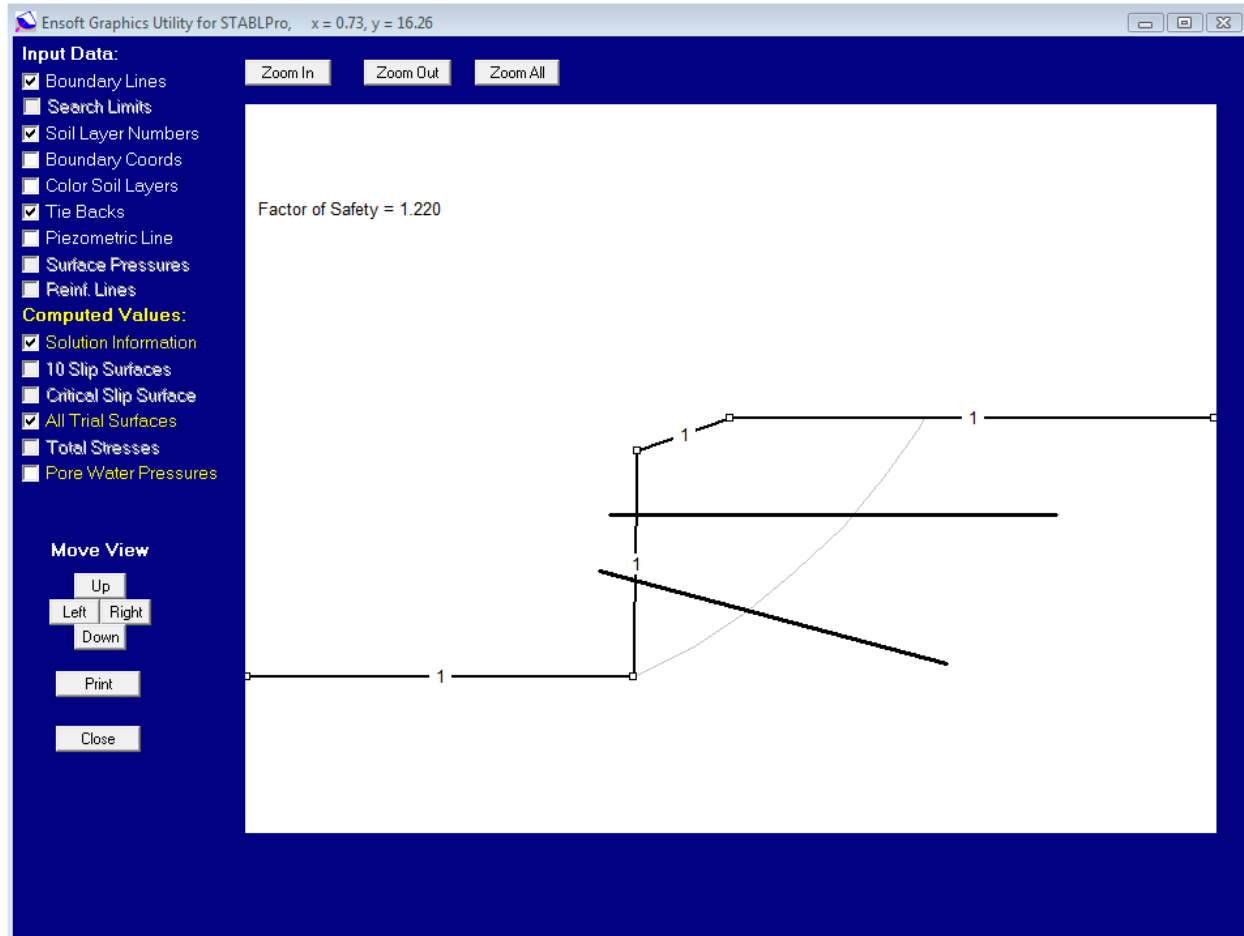 Ensoft Graphics Utility for STABLPro,    x = 0.73, y = 16.26
Input Data:
Boundary Lines
Search Limits
Soil Layer Numbers
Boundary Coords
Color Soil Layers
Tie Backs
Piezometric Line
Surface Pressures
Reinf. Lines
Computed Values:
Solution Information
10 Slip Surfaces
Critical Slip Surface
All Trial Surfaces
Total Stresses
Pore Water Pressures
Move View
Up
Left Right
Down
Print
Close
Zoom In Zoom Out Zoom All
Factor of Safety = 1.220
1
1
1
1